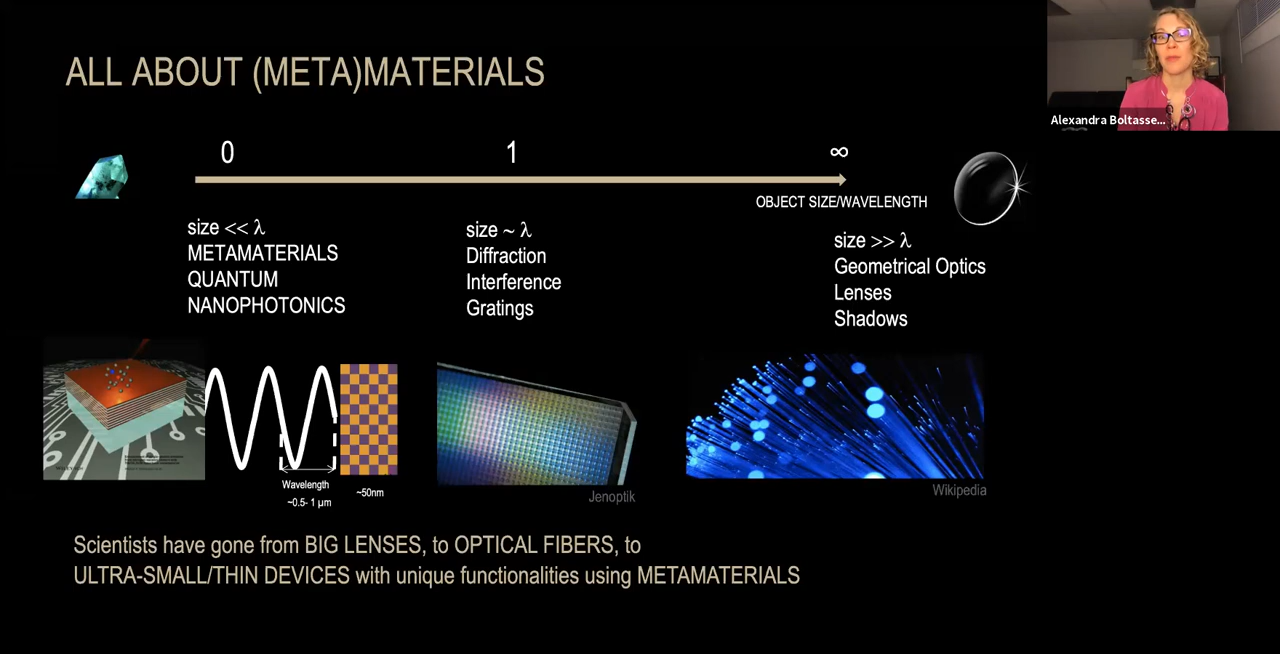 ALL ABOUT (META)MATERIALS
Alexandra Boltasse...
0
1
∞
OBJECT SIZE/WAVELENGTH
size << λ
METAMATERIALS
QUANTUM
NANOPHOTONICS
size ~ λ
Diffraction
Interference
Gratings
size >> λ
Geometrical Optics
Lenses
Shadows
Wavelength
~0.5- 1 μm
~50nm
Jenoptik
Wikipedia
Scientists have gone from BIG LENSES, to OPTICAL FIBERS, to
ULTRA-SMALL/THIN DEVICES with unique functionalities using METAMATERIALS